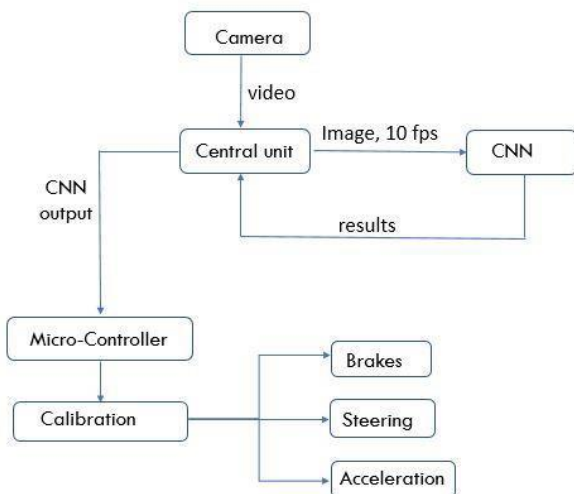 Camera
video
Image, 10 fps
Central unit
CNN
CNN
output
results
Micro-Controller
Brakes
Calibration
Steering
Acceleration